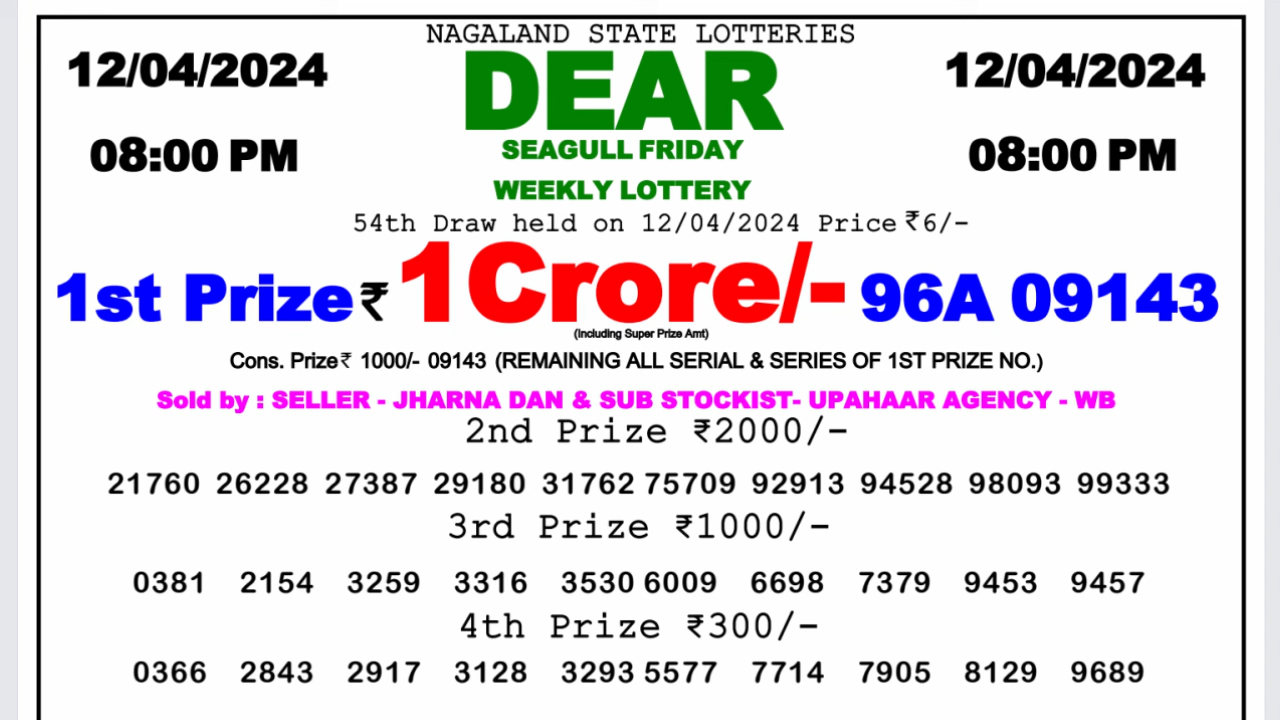 NAGALAND STATE LOTTERIES
12/04/2024 DEAR 12/04/2024
08:00 PM SEAGULL FRIDAY 08:00 PM
WEEKLY LOTTERY
54th Draw held on 12/04/2024 Price ₹6/-
1st Prize ₹ 1Crore/- 96A 09143
(Including Super Prize Amt)
Cons. Prize ₹ 1000/- 09143 (REMAINING ALL SERIAL & SERIES OF 1ST PRIZE NO.)
Sold by : SELLER - JHARNA DAN & SUB STOCKIST- UPAHAAR AGENCY - WB
2nd Prize ₹2000/-
21760 26228 27387 29180 31762 75709 92913 94528 98093 99333
3rd Prize ₹1000/-
0381 2154 3259 3316 3530 6009 6698 7379 9453 9457
4th Prize ₹300/-
0366 2843 2917 3128 3293 5577 7714 7905 8129 9689